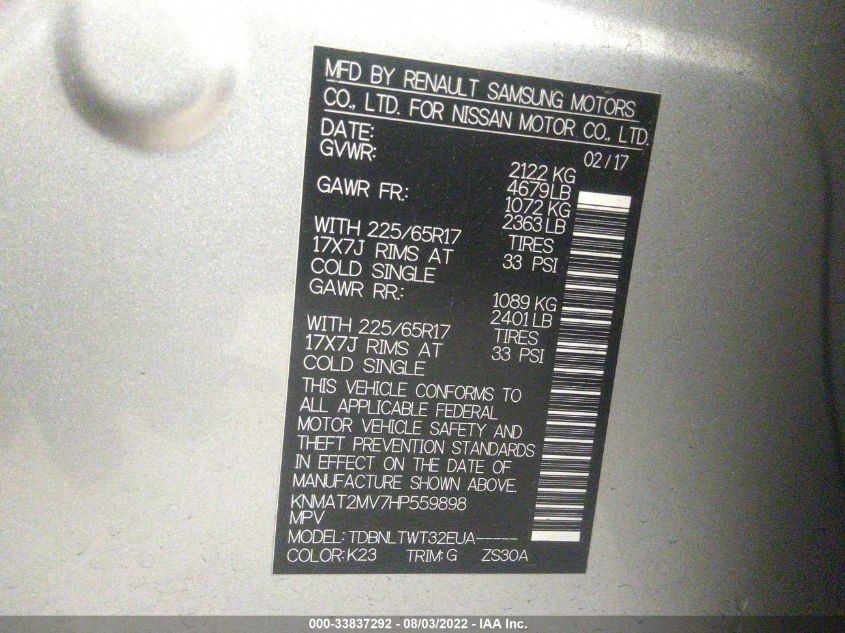 MFD BY RENAULT SAMSUNG MOTORS
CO., LTD. FOR NISSAN MOTOR CO., LTD.
DATE: 02/17
GVWR: 2122 KG
4679 LB
GAWR FR.: 1072 KG
2363 LB
WITH 225/65R17 TIRES
17X7J RIMS AT 33 PSI
COLD SINGLE
GAWR RR.: 1089 KG
2401 LB
WITH 225/65R17 TIRES
17X7J RIMS AT 33 PSI
COLD SINGLE
THIS VEHICLE CONFORMS TO
ALL APPLICABLE FEDERAL
MOTOR VEHICLE SAFETY AND
THEFT PREVENTION STANDARDS
IN EFFECT ON THE DATE OF
MANUFACTURE SHOWN ABOVE.
KNMAT2MV7HP559898
MPV
MODEL: TDBNLTWT32EUA-----
COLOR: K23 TRIM: G ZS30A
000-33837292 - 08/03/2022 - IAA Inc.